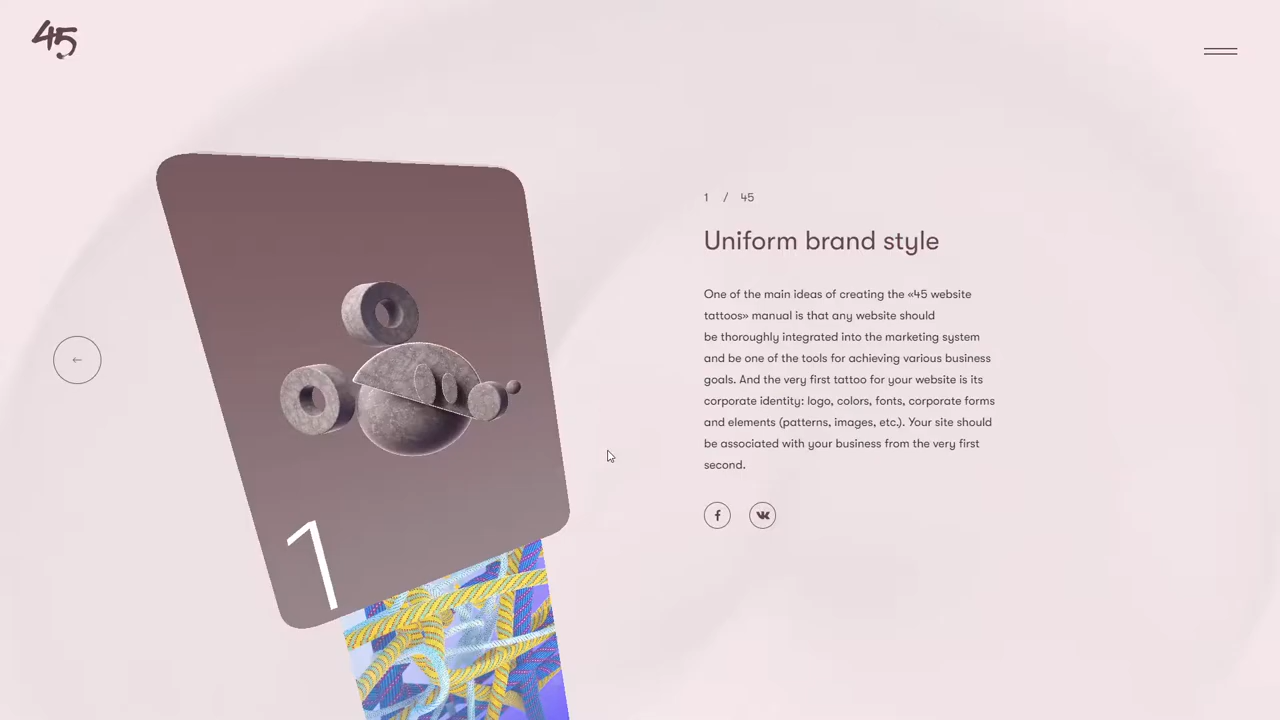 45
1 / 45
Uniform brand style
One of the main ideas of creating the «45 website
tattoos» manual is that any website should
be thoroughly integrated into the marketing system
and be one of the tools for achieving various business
goals. And the very first tattoo for your website is its
corporate identity: logo, colors, fonts, corporate forms
and elements (patterns, images, etc.). Your site should
be associated with your business from the very first
second.
1